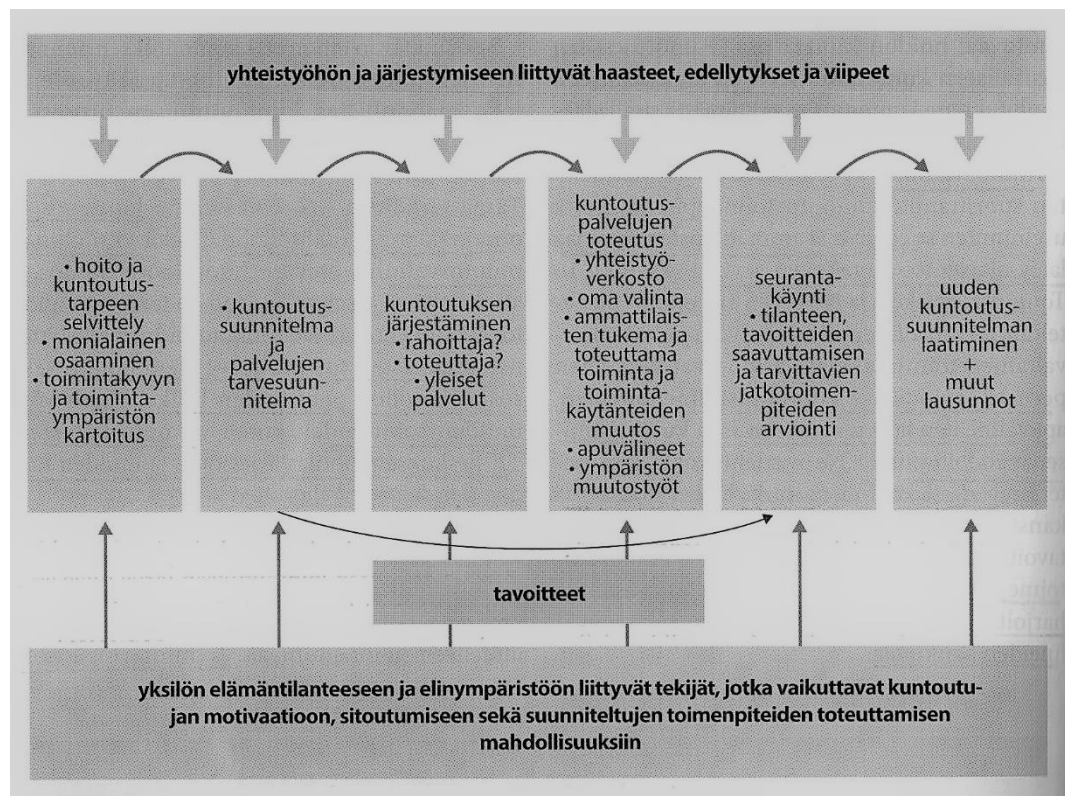 yhteistyöhön ja järjestymiseen liittyvät haasteet, edellytykset ja viipeet
• hoito ja
kuntoutus-
tarpeen
selvittely
• monialainen
osaaminen
• toimintakyvyn
ja toiminta-
ympäristön
kartoitus
• kuntoutus-
suunnitelma
ja
palvelujen
tarvesuun-
nitelma
kuntoutuksen
järjestäminen
• rahoittaja?
• toteuttaja?
• yleiset
palvelut
kuntoutus-
palvelujen
toteutus
• yhteistyö-
verkosto
• oma valinta
• ammattilais-
ten tukema ja
toteuttama
toiminta ja
toiminta-
käytänteiden
muutos
• apuvälineet
• ympäristön
muutostyöt
seuranta-
käynti
• tilanteen,
tavoitteiden
saavuttamisen
ja tarvittavien
jatkotoimen-
piteiden
arviointi
uuden
kuntoutus-
suunnitelman
laatiminen
+
muut
lausunnot
tavoitteet
yksilön elämäntilanteeseen ja elinympäristöön liittyvät tekijät, jotka vaikuttavat kuntoutu-
jan motivaatioon, sitoutumiseen sekä suunniteltujen toimenpiteiden toteuttamisen
mahdollisuuksiin